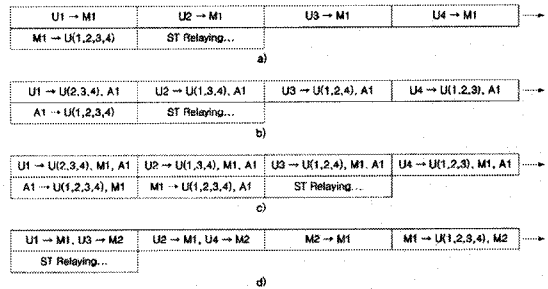 U1 → M1 U2 → M1 U3 → M1 U4 → M1
M1 → U(1,2,3,4) ST Relaying...
a)
U1 → U(2,3,4), A1 U2 → U(1,3,4), A1 U3 → U(1,2,4), A1 U4 → U(1,2,3), A1
A1 → U(1,2,3,4) ST Relaying...
b)
U1 → U(2,3,4), M1, A1 U2 → U(1,3,4), M1, A1 U3 → U(1,2,4), M1, A1 U4 → U(1,2,3), M1, A1
A1 → U(1,2,3,4), M1 M1 → U(1,2,3,4), A1 ST Relaying...
c)
U1 → M1, U3 → M2 U2 → M1, U4 → M2 M2 → M1 M1 → U(1,2,3,4), M2
ST Relaying...
d)